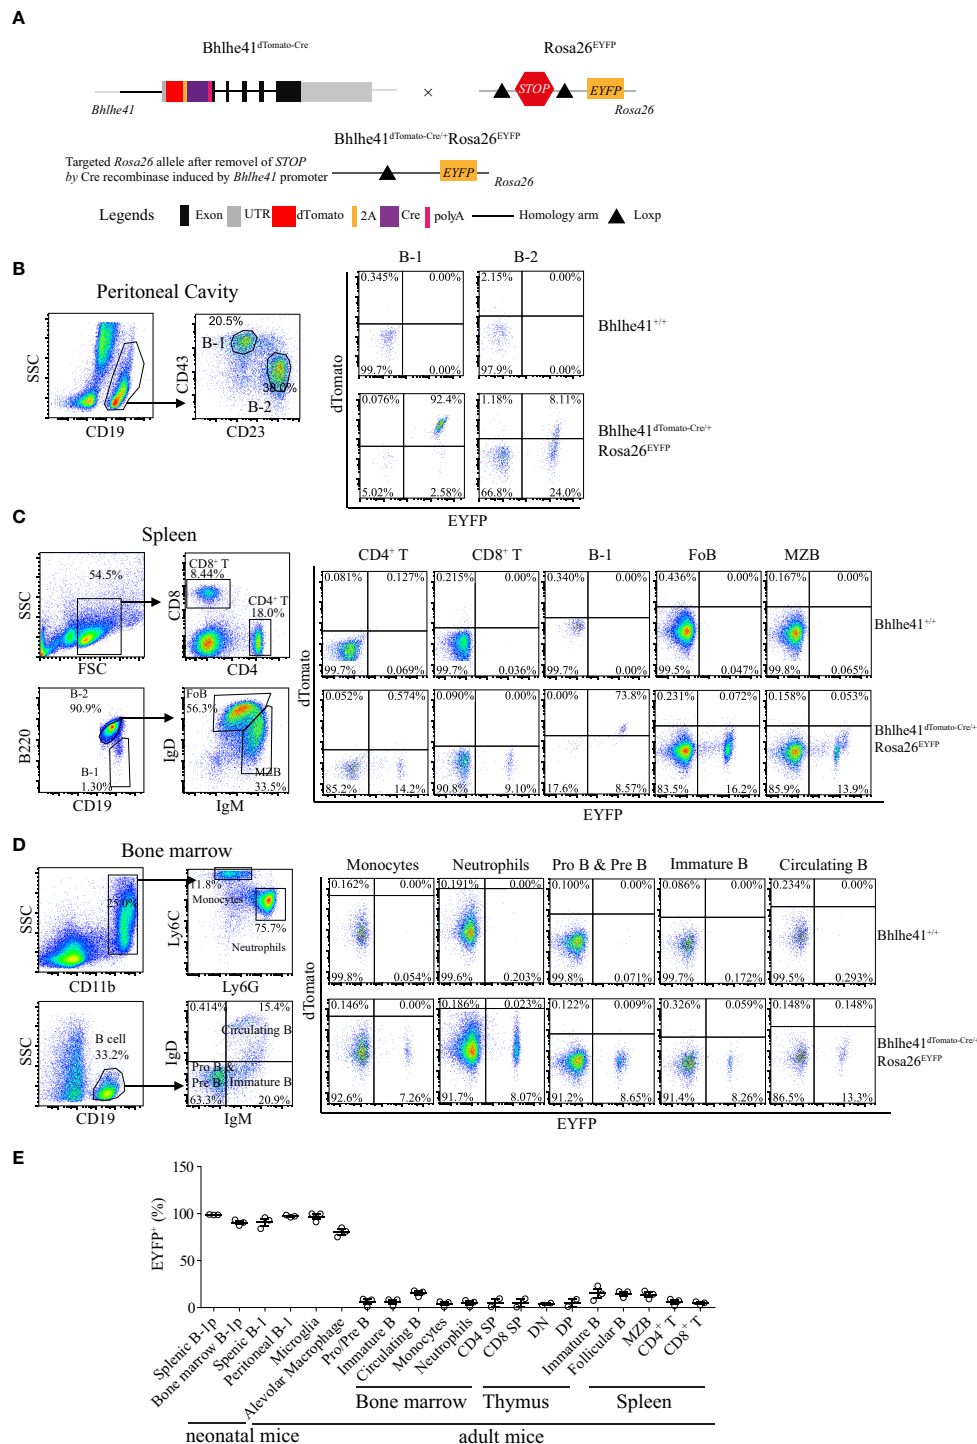 A
Bhlhe41dTomato-Cre
Rosa26EYFP
STOP
EYFP
×
Bhlhe41
Rosa26
Bhlhe41dTomato-Cre/+Rosa26EYFP
Targeted Rosa26 allele after removel of STOP
by Cre recombinase induced by Bhlhe41 promoter
EYFP
Rosa26
Legends
Exon
UTR
dTomato
2A
Cre
polyA
Homology arm
Loxp
B
Peritoneal Cavity
B-1
B-2
SSC
CD19
20.5%
B-1
38.0%
B-2
CD43
CD23
dTomato
0.345% 0.00%
99.7% 0.00%
2.15% 0.00%
97.9% 0.00%
Bhlhe41+/+
0.076% 92.4%
5.02% 2.58%
1.18% 8.11%
66.8% 24.0%
Bhlhe41dTomato-Cre/+
Rosa26EYFP
EYFP
C
Spleen
54.5%
SSC
FSC
CD8+ T
8.44%
CD4+ T
18.0%
CD8
CD4
B-2
90.9%
B-1
1.30%
B220
CD19
FoB
56.3%
MZB
33.5%
IgD
IgM
dTomato
CD4+ T
CD8+ T
B-1
FoB
MZB
0.081% 0.127%
99.7% 0.069%
0.215% 0.00%
99.7% 0.036%
0.340% 0.00%
99.7% 0.00%
0.436% 0.00%
99.5% 0.047%
0.167% 0.00%
99.8% 0.065%
Bhlhe41+/+
0.052% 0.574%
85.2% 14.2%
0.090% 0.00%
90.8% 9.10%
0.00% 73.8%
17.6% 8.57%
0.231% 0.072%
83.5% 16.2%
0.158% 0.053%
85.9% 13.9%
Bhlhe41dTomato-Cre/+
Rosa26EYFP
EYFP
D
Bone marrow
25.0%
SSC
CD11b
11.8%
Monocytes
75.7%
Neutrophils
Ly6C
Ly6G
B cell
33.2%
SSC
CD19
0.414% 15.4%
Circulating B
Pro B &
Pre B
Immature B
63.3% 20.9%
IgD
IgM
dTomato
Monocytes
Neutrophils
Pro B & Pre B
Immature B
Circulating B
0.162% 0.00%
99.8% 0.054%
0.191% 0.00%
99.6% 0.203%
0.100% 0.00%
99.8% 0.071%
0.086% 0.00%
99.7% 0.172%
0.234% 0.00%
99.5% 0.293%
Bhlhe41+/+
0.146% 0.00%
92.6% 7.26%
0.186% 0.023%
91.7% 8.07%
0.122% 0.009%
91.2% 8.65%
0.326% 0.059%
91.4% 8.26%
0.148% 0.148%
86.5% 13.3%
Bhlhe41dTomato-Cre/+
Rosa26EYFP
EYFP
E
EYFP+ (%)
150
100
50
0
Splenic B-1p
Bone marrow B-1p
Spenic B-1
Peritoneal B-1
Microglia
Alevolar Macrophage
Pro/Pre B
Immature B
Circulating B
Monocytes
Neutrophils
CD4 SP
CD8 SP
DN
DP
Immature B
Follicular B
MZB
CD4+ T
CD8+ T
Bone marrow
Thymus
Spleen
neonatal mice
adult mice